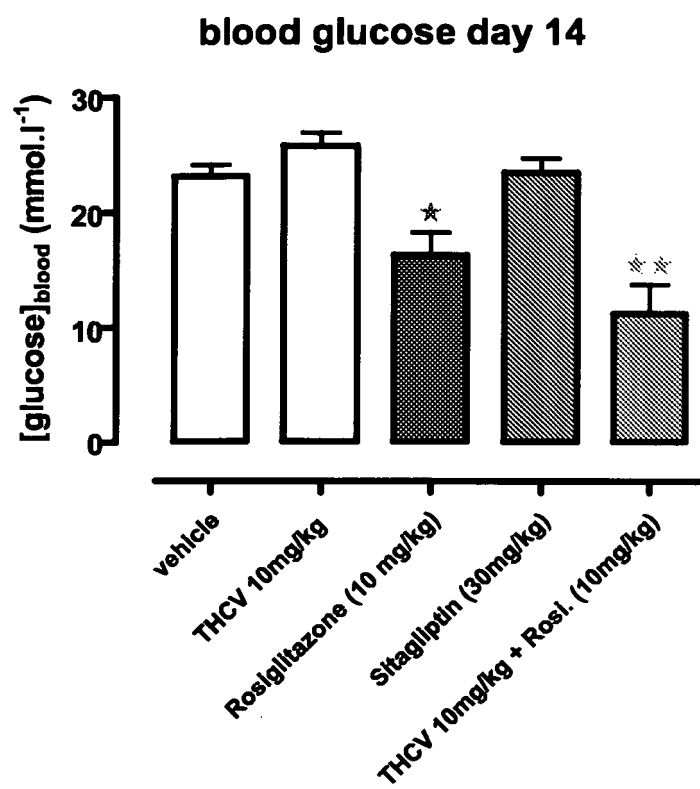 blood glucose day 14
[glucose]blood (mmol.l⁻¹)
30
20
10
0
★
★★
vehicle
THCV 10mg/kg
Rosiglitazone (10 mg/kg)
Sitagliptin (30mg/kg)
THCV 10mg/kg + Rosi. (10mg/kg)